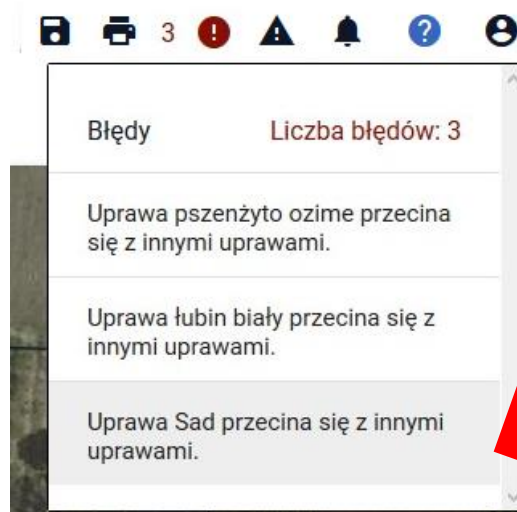 3 ! ?
Błędy Liczba błędów: 3
Uprawa pszenżyto ozime przecina
się z innymi uprawami.
Uprawa łubin biały przecina się z
innymi uprawami.
Uprawa Sad przecina się z innymi
uprawami.